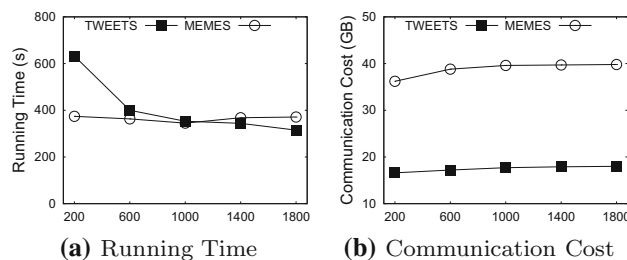 TWEETS MEMES
Running Time (s)
800
600
400
200
0
200 600 1000 1400 1800
(a) Running Time
TWEETS MEMES
Communication Cost (GB)
50
40
30
20
10
200 600 1000 1400 1800
(b) Communication Cost